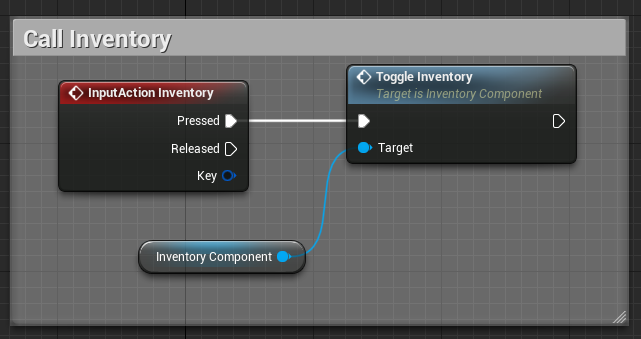 Call Inventory
InputAction Inventory
Pressed
Released
Key
Toggle Inventory
Target is Inventory Component
Target
Inventory Component